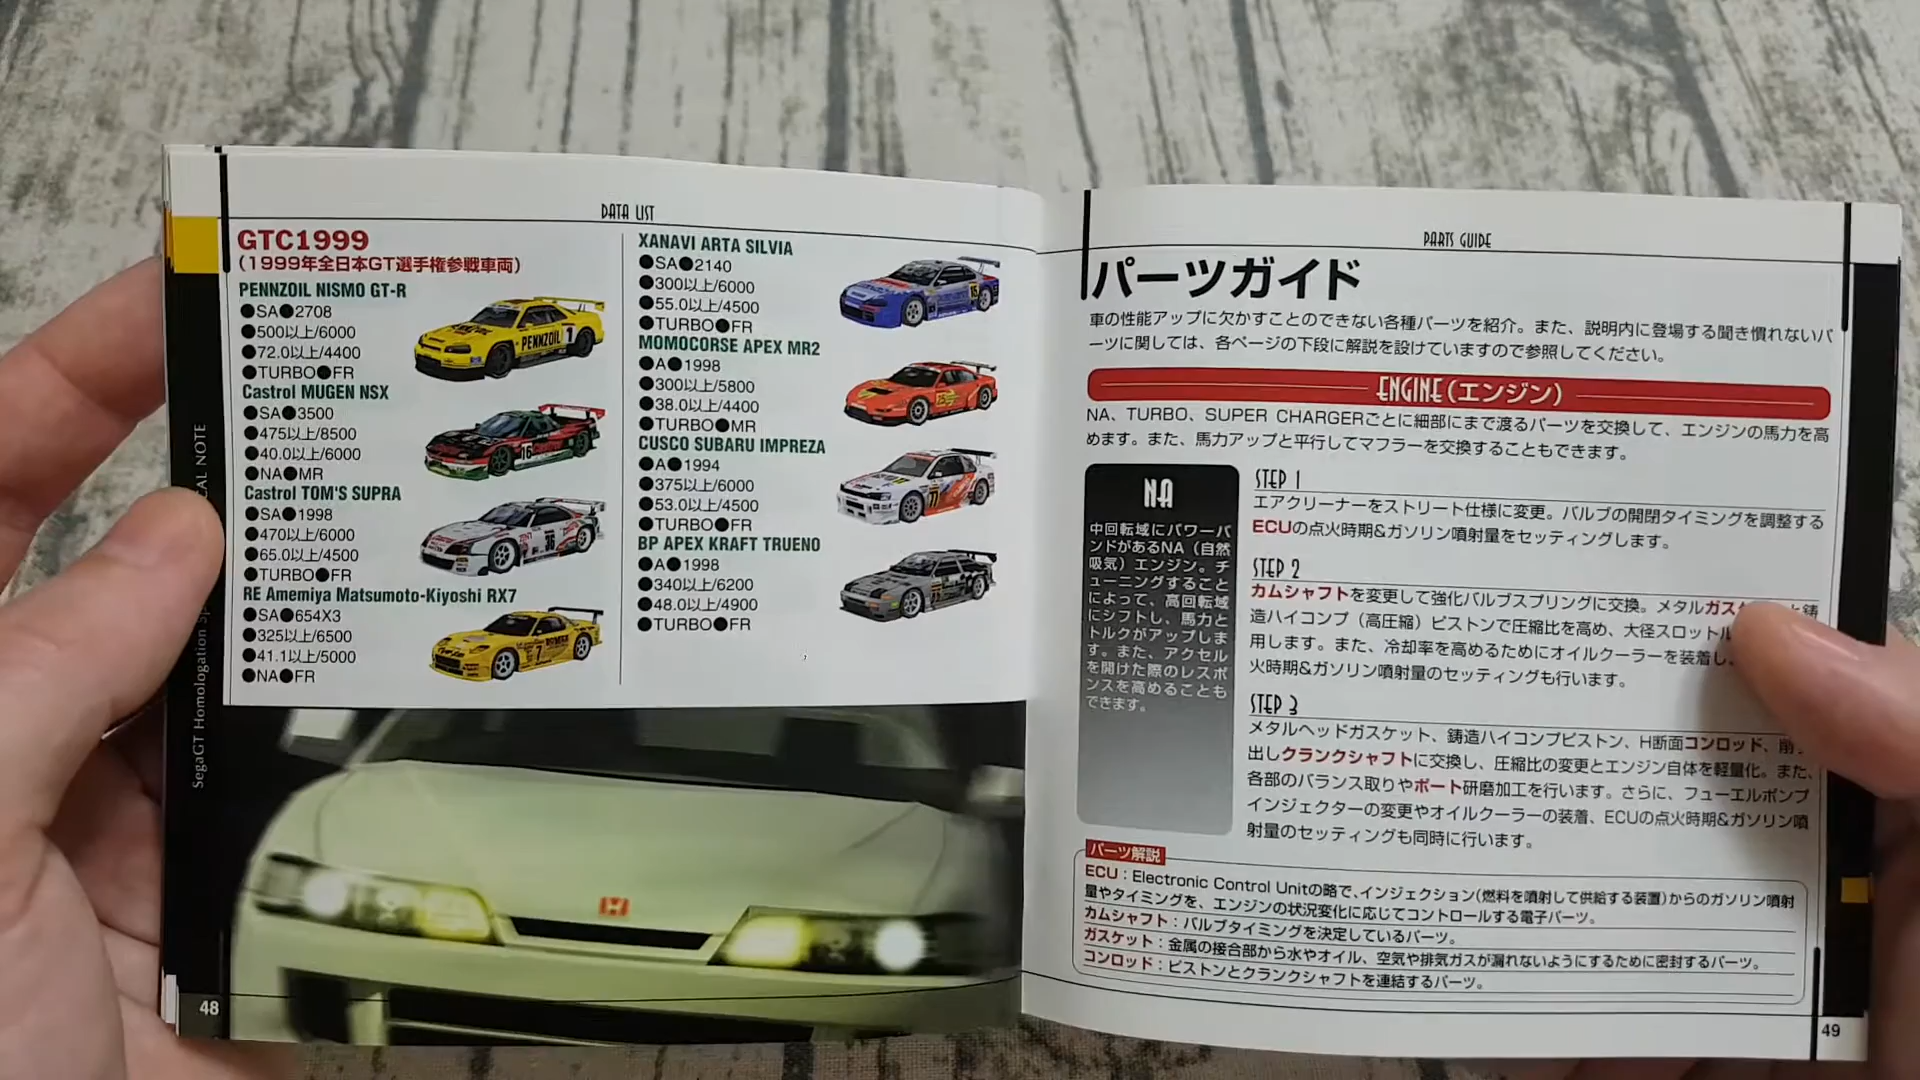 DATA LIST
GTC1999
(1999年全日本GT選手権参戦車両)
PENNZOIL NISMO GT-R
●SA●2708
●500以上/6000
●72.0以上/4400
●TURBO●FR
Castrol MUGEN NSX
●SA●3500
●475以上/8500
●40.0以上/6000
●NA●MR
Castrol TOM'S SUPRA
●SA●1998
●470以上/6000
●65.0以上/4500
●TURBO●FR
RE Amemiya Matsumoto-Kiyoshi RX7
●SA●654X3
●325以上/6500
●41.1以上/5000
●NA●FR
XANAVI ARTA SILVIA
●SA●2140
●300以上/6000
●55.0以上/4500
●TURBO●FR
MOMOCORSE APEX MR2
●A●1998
●300以上/5800
●38.0以上/4400
●TURBO●MR
CUSCO SUBARU IMPREZA
●A●1994
●375以上/6000
●53.0以上/4500
●TURBO●FR
BP APEX KRAFT TRUENO
●A●1998
●340以上/6200
●48.0以上/4900
●TURBO●FR
PENNZOIL
1
16
36
7
15
77
SegaGT Homologation
CAL NOTE
48
PARTS GUIDE
パーツガイド
車の性能アップに欠かすことのできない各種パーツを紹介。また、説明内に登場する聞き慣れないパ
ーツに関しては、各ページの下段に解説を設けていますので参照してください。
ENGINE(エンジン)
NA、TURBO、SUPER CHARGERごとに細部にまで渡るパーツを交換して、エンジンの馬力を高
めます。また、馬力アップと平行してマフラーを交換することもできます。
NA
中回転域にパワーバ
ンドがあるNA(自然
吸気)エンジン。チ
ューニングすること
によって、高回転域
にシフトし、馬力と
トルクがアップしま
す。また、アクセル
を開けた際のレスポ
ンスを高めることも
できます。
STEP 1
エアクリーナーをストリート仕様に変更。バルブの開閉タイミングを調整する
ECUの点火時期&ガソリン噴射量をセッティングします。
STEP 2
カムシャフトを変更して強化バルブスプリングに交換。メタルガス と鋳
造ハイコンプ(高圧縮)ピストンで圧縮比を高め、大径スロットル
用します。また、冷却率を高めるためにオイルクーラーを装着し、
火時期&ガソリン噴射量のセッティングも行います。
STEP 3
メタルヘッドガスケット、鋳造ハイコンプピストン、H断面コンロッド、削り
出しクランクシャフトに交換し、圧縮比の変更とエンジン自体を軽量化。また、
各部のバランス取りやポート研磨加工を行います。さらに、フューエルポンプ
インジェクターの変更やオイルクーラーの装着、ECUの点火時期&ガソリン噴
射量のセッティングも同時に行います。
パーツ解説
ECU:Electronic Control Unitの略で、インジェクション(燃料を噴射して供給する装置)からのガソリン噴射
量やタイミングを、エンジンの状況変化に応じてコントロールする電子パーツ。
カムシャフト:バルブタイミングを決定しているパーツ。
ガスケット:金属の接合部から水やオイル、空気や排気ガスが漏れないようにするために密封するパーツ。
コンロッド:ピストンとクランクシャフトを連結するパーツ。
49